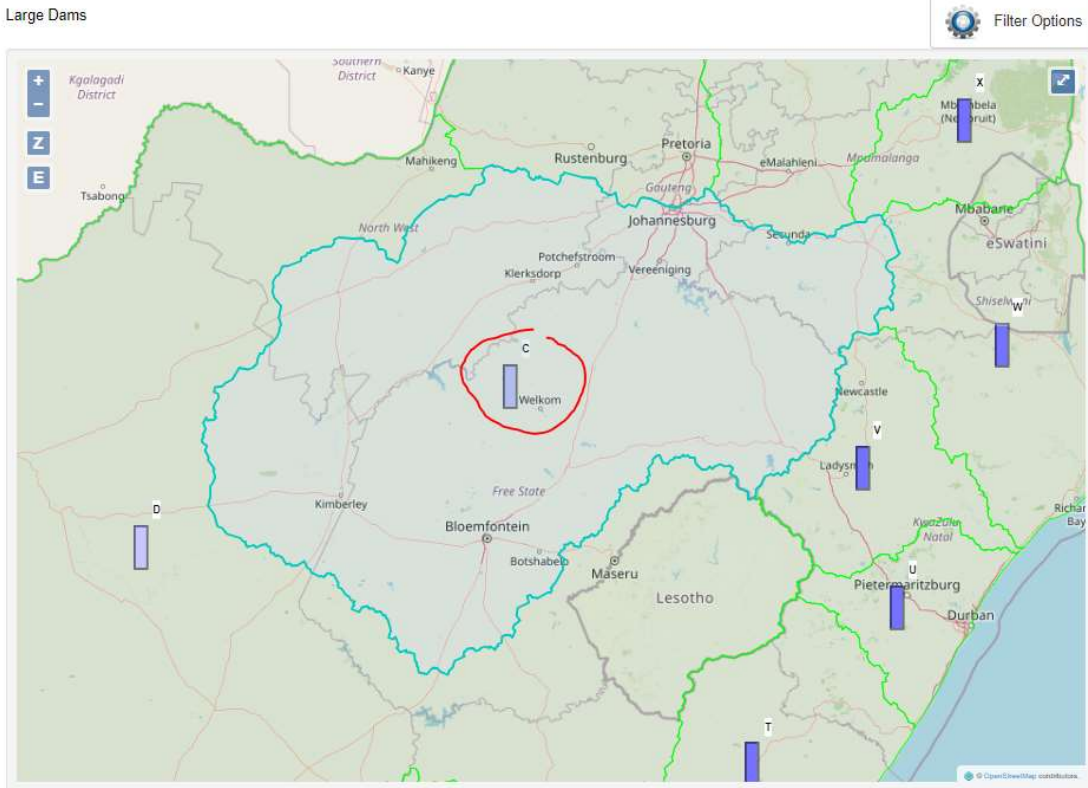 Large Dams
Filter Options
+
−
Z
E
Kgalagadi
District
Southern
District
Kanye
X
Mahikeng
Rustenburg
Pretoria
eMalahleni
Mpumalanga
Tsabong
Gauteng
Johannesburg
Secunda
Mbabane
eSwatini
North West
Potchefstroom
Klerksdorp
Vereeniging
W
C
Welkom
Newcastle
V
D
Kimberley
Free State
Bloemfontein
Botshabelo
Maseru
Lesotho
KwaZulu
Natal
U
Pietermaritzburg
Durban
Richar
Bay
T
© OpenStreetMap contributors.